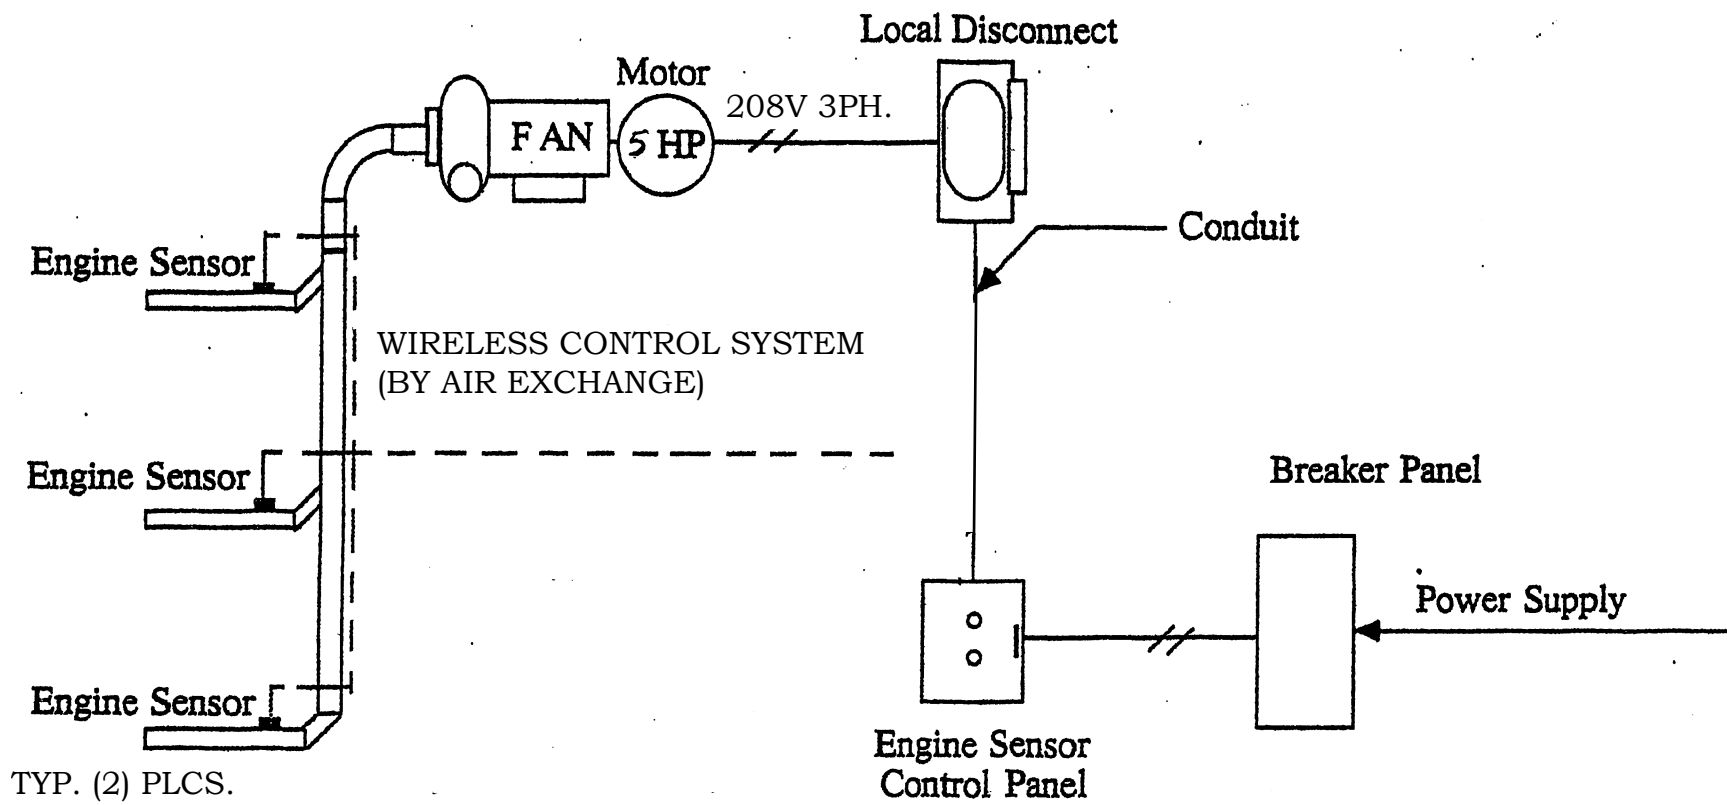 Local Disconnect
Motor
208V 3PH.
FAN
5 HP
Conduit
Engine Sensor
WIRELESS CONTROL SYSTEM
(BY AIR EXCHANGE)
Engine Sensor
Breaker Panel
Power Supply
Engine Sensor
Engine Sensor
Control Panel
TYP. (2) PLCS.